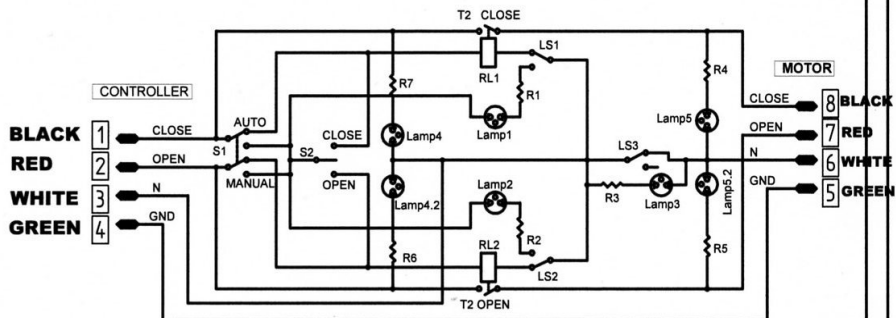 T2 CLOSE
LS1
RL1
R7
R1
R4
MOTOR
CONTROLLER
CLOSE 8 BLACK
AUTO
CLOSE
Lamp4
Lamp1
Lamp5
BLACK 1 CLOSE
OPEN 7 RED
S1
S2
LS3
N 6 WHITE
RED 2 OPEN
MANUAL
OPEN
Lamp2
GND 5 GREEN
WHITE 3 N
Lamp4.2
R3
Lamp3
Lamp5.2
GREEN 4 GND
R2
RL2
R6
R5
LS2
T2 OPEN